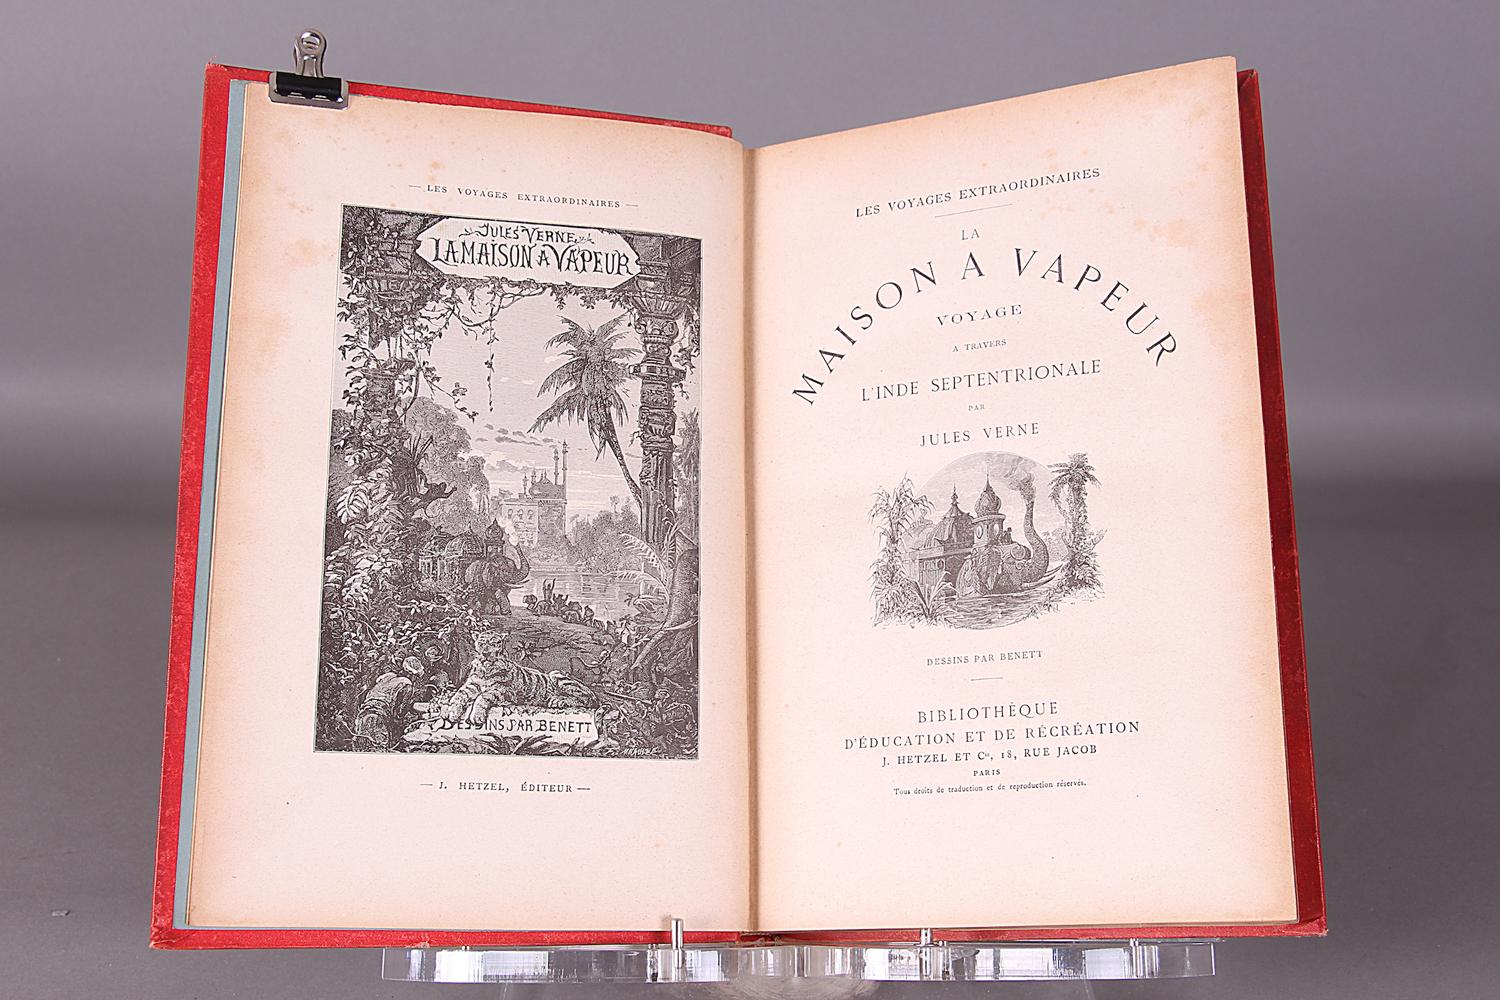 — LES VOYAGES EXTRAORDINAIRES —
JULES VERNE
LA MAISON A VAPEUR
DESSINS PAR BENETT
— J. HETZEL, ÉDITEUR —
LES VOYAGES EXTRAORDINAIRES
LA
MAISON A VAPEUR
VOYAGE
A TRAVERS
L'INDE SEPTENTRIONALE
PAR
JULES VERNE
DESSINS PAR BENETT
BIBLIOTHÈQUE
D'ÉDUCATION ET DE RÉCRÉATION
J. HETZEL ET Cie, 18, RUE JACOB
PARIS
Tous droits de traduction et de reproduction réservés.